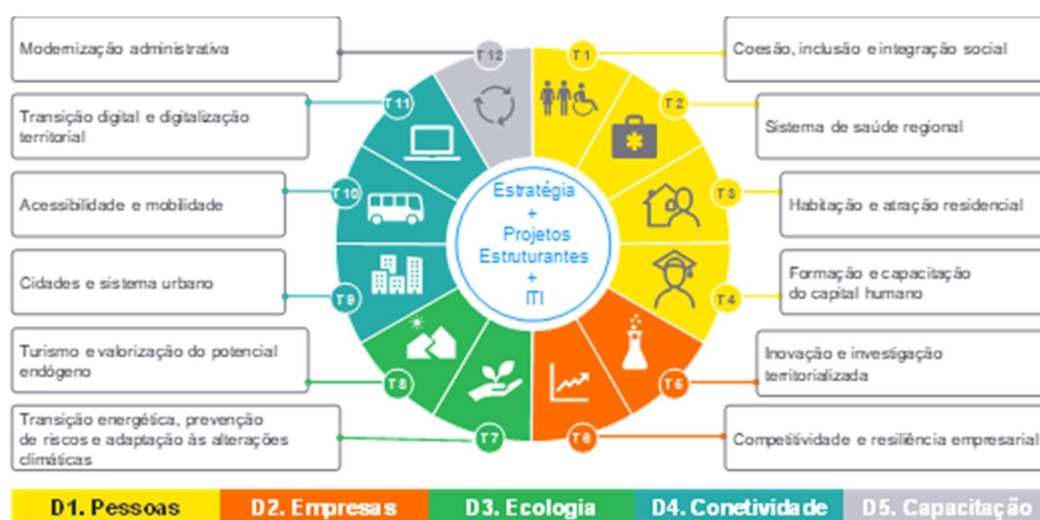 Modernização administrativa
T12
T1
Coesão, inclusão e integração social
Transição digital e digitalização
territorial
T11
T2
Sistema de saúde regional
Acessibilidade e mobilidade
T10
T3
Habitação e atração residencial
Estratégia
+
Projetos
Estruturantes
+
ITI
Cidades e sistema urbano
T9
T4
Formação e capacitação
do capital humano
Turismo e valorização do potencial
endógeno
T8
T5
Inovação e investigação
territorializada
Transição energética, prevenção
de riscos e adaptação às alterações
climáticas
T7
T6
Competitividade e resiliência empresarial
D1. Pessoas
D2. Empresas
D3. Ecologia
D4. Conetividade
D5. Capacitação